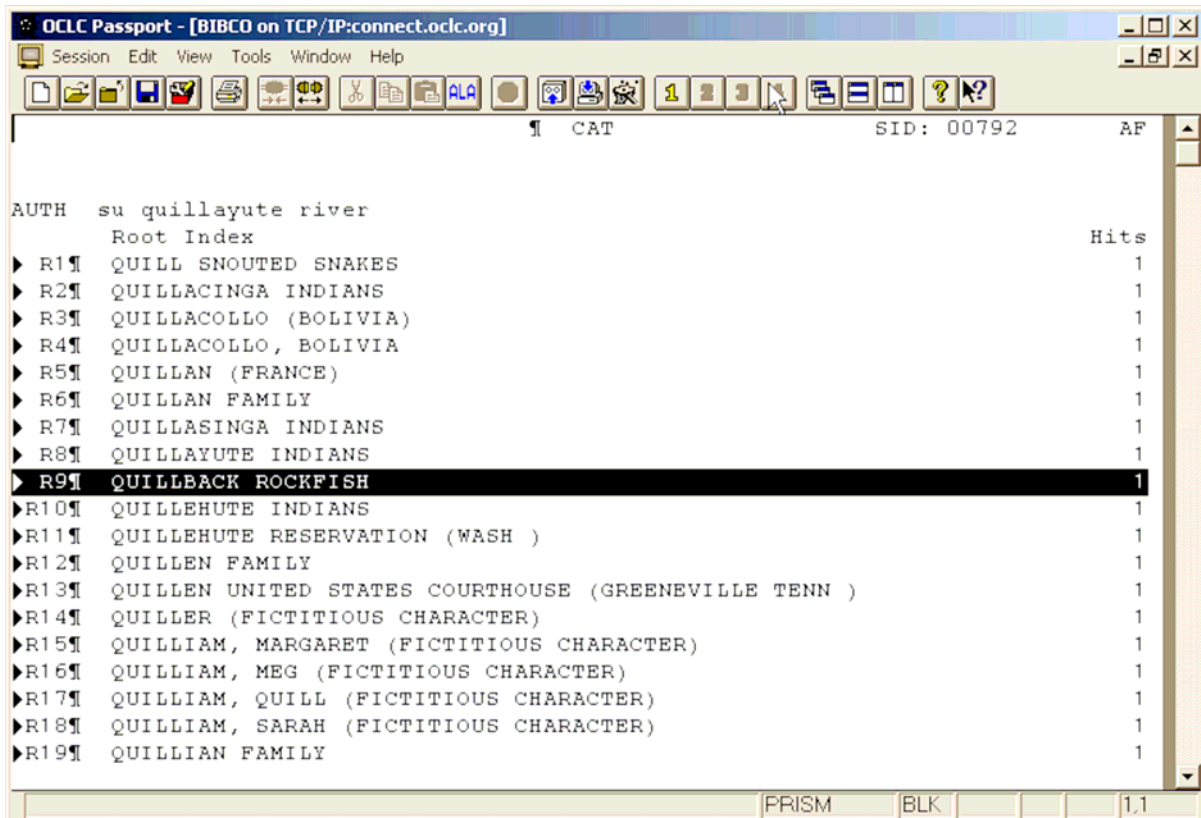 OCLC Passport - [BIBCO on TCP/IP:connect.oclc.org]
Session Edit View Tools Window Help
ALA 1 2 3 ? ?
¶ CAT SID: 00792 AF
AUTH su quillayute river
Root Index Hits
R1¶ QUILL SNOUTED SNAKES 1
R2¶ QUILLACINGA INDIANS 1
R3¶ QUILLACOLLO (BOLIVIA) 1
R4¶ QUILLACOLLO, BOLIVIA 1
R5¶ QUILLAN (FRANCE) 1
R6¶ QUILLAN FAMILY 1
R7¶ QUILLASINGA INDIANS 1
R8¶ QUILLAYUTE INDIANS 1
R9¶ QUILLBACK ROCKFISH 1
R10¶ QUILLEHUTE INDIANS 1
R11¶ QUILLEHUTE RESERVATION (WASH ) 1
R12¶ QUILLEN FAMILY 1
R13¶ QUILLEN UNITED STATES COURTHOUSE (GREENEVILLE TENN ) 1
R14¶ QUILLER (FICTITIOUS CHARACTER) 1
R15¶ QUILLIAM, MARGARET (FICTITIOUS CHARACTER) 1
R16¶ QUILLIAM, MEG (FICTITIOUS CHARACTER) 1
R17¶ QUILLIAM, QUILL (FICTITIOUS CHARACTER) 1
R18¶ QUILLIAM, SARAH (FICTITIOUS CHARACTER) 1
R19¶ QUILLIAN FAMILY 1
PRISM BLK 1,1